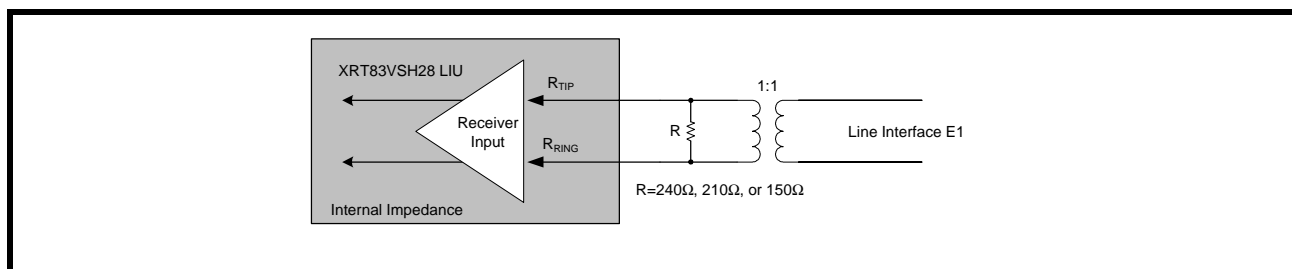 XRT83VSH28 LIU
RTIP
1:1
Receiver
Input
R
Line Interface E1
RRING
R=240Ω, 210Ω, or 150Ω
Internal Impedance